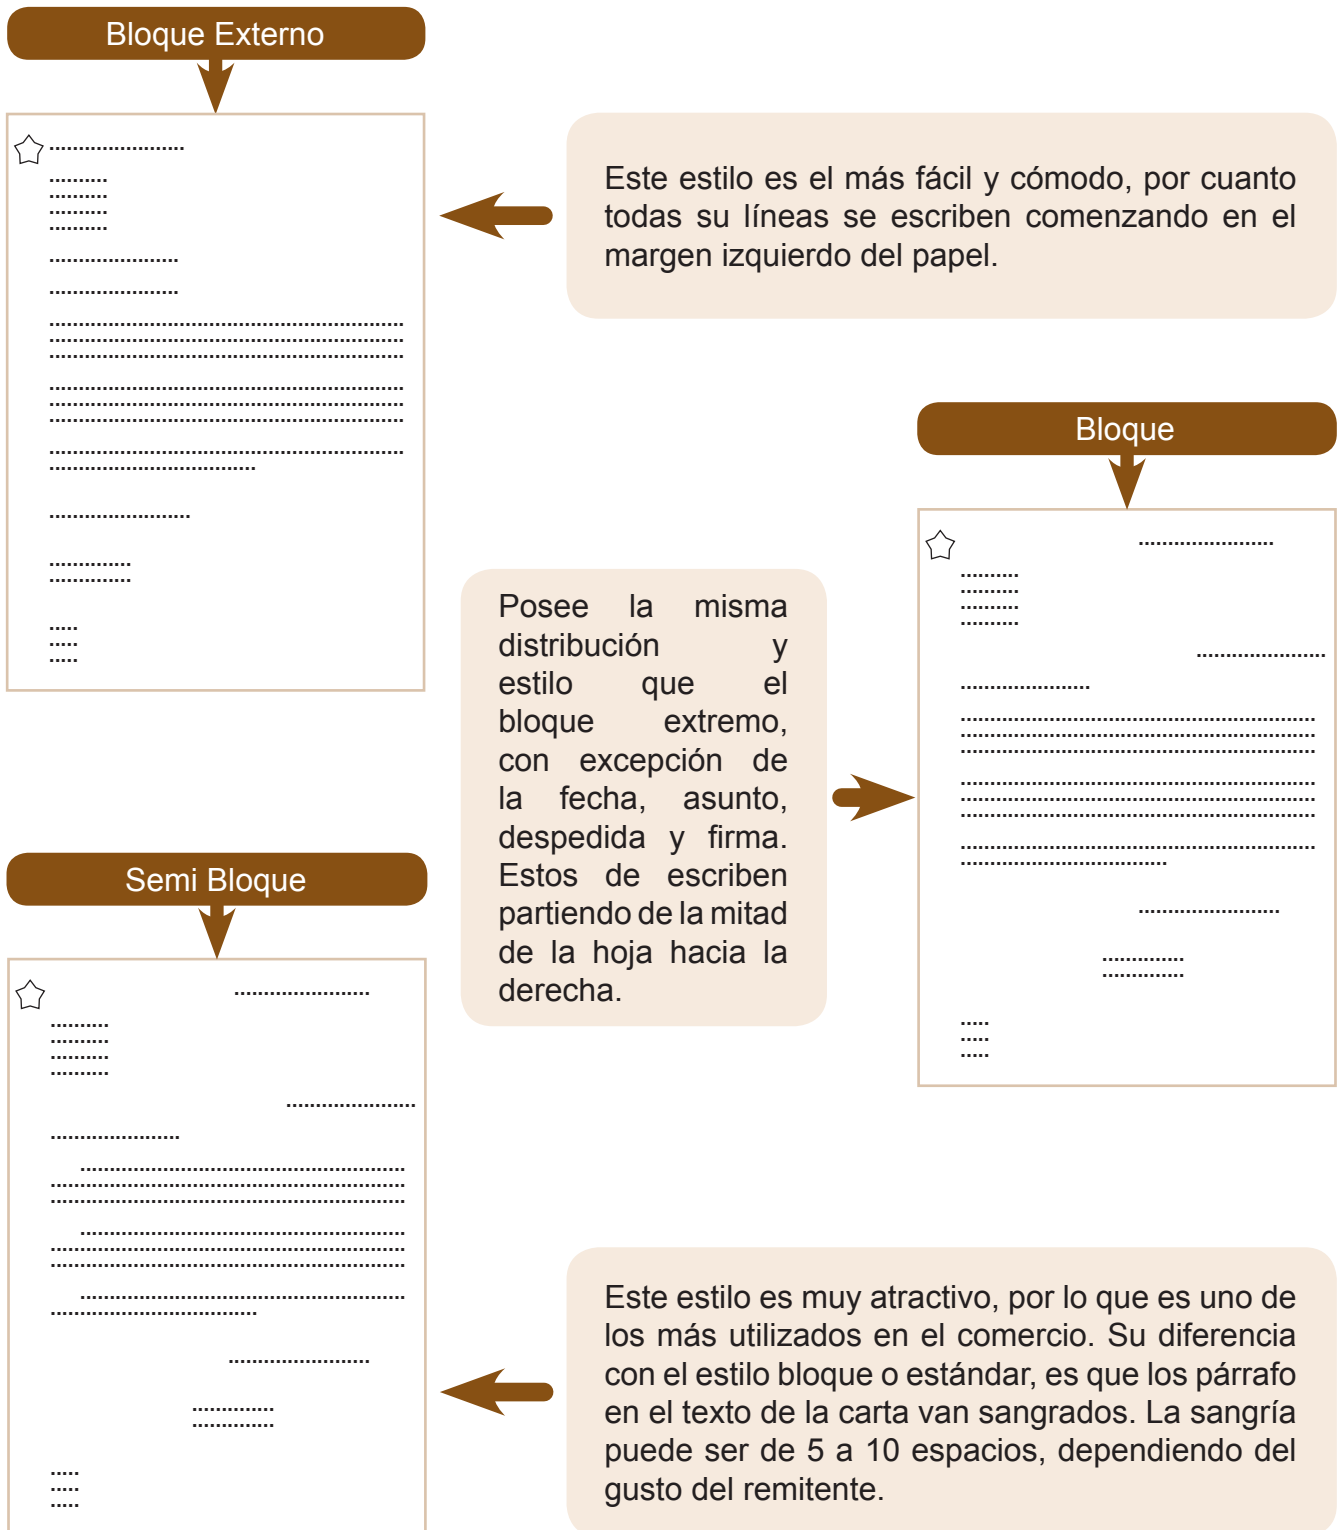 Bloque Externo
Este estilo es el más fácil y cómodo, por cuanto
todas su líneas se escriben comenzando en el
margen izquierdo del papel.
Bloque
Posee la misma
distribución y
estilo que el
bloque extremo,
con excepción de
la fecha, asunto,
despedida y firma.
Estos de escriben
partiendo de la mitad
de la hoja hacia la
derecha.
Semi Bloque
Este estilo es muy atractivo, por lo que es uno de
los más utilizados en el comercio. Su diferencia
con el estilo bloque o estándar, es que los párrafo
en el texto de la carta van sangrados. La sangría
puede ser de 5 a 10 espacios, dependiendo del
gusto del remitente.